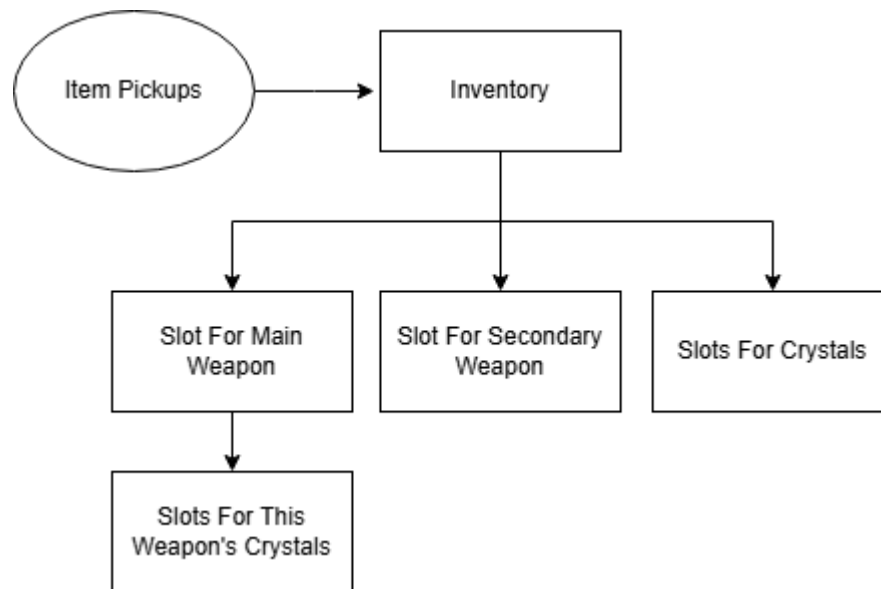 Item Pickups
Inventory
Slot For Main
Weapon
Slot For Secondary
Weapon
Slots For Crystals
Slots For This
Weapon's Crystals